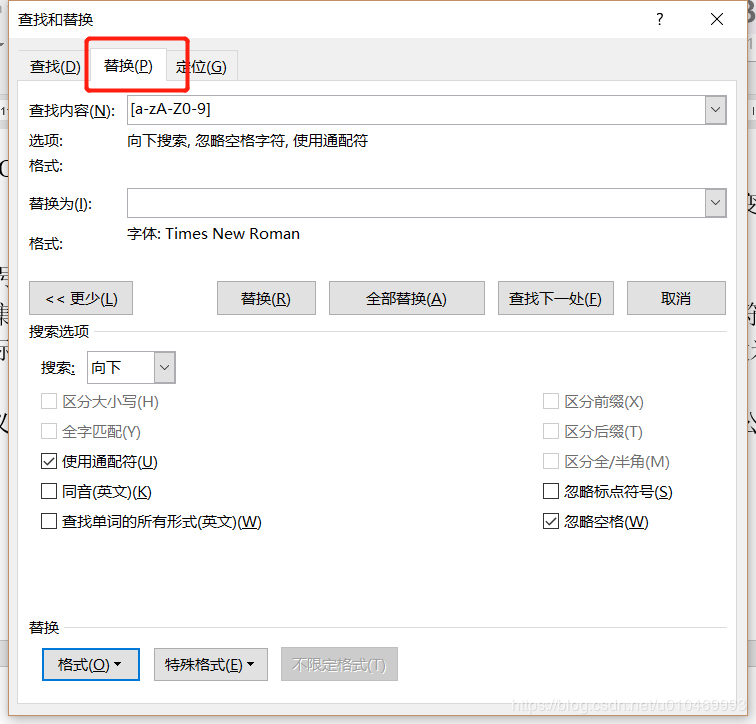 查找和替换
?
查找(D) 替换(P) 定位(G)
查找内容(N): [a-zA-Z0-9]
选项: 向下搜索, 忽略空格字符, 使用通配符
格式:
替换为(I):
格式: 字体: Times New Roman
<< 更少(L) 替换(R) 全部替换(A) 查找下一处(F) 取消
搜索选项
搜索: 向下
区分大小写(H) 区分前缀(X)
全字匹配(Y) 区分后缀(T)
使用通配符(U) 区分全/半角(M)
同音(英文)(K) 忽略标点符号(S)
查找单词的所有形式(英文)(W) 忽略空格(W)
替换
格式(O) 特殊格式(E) 不限定格式(T)
https://blog.csdn.net/u010489993